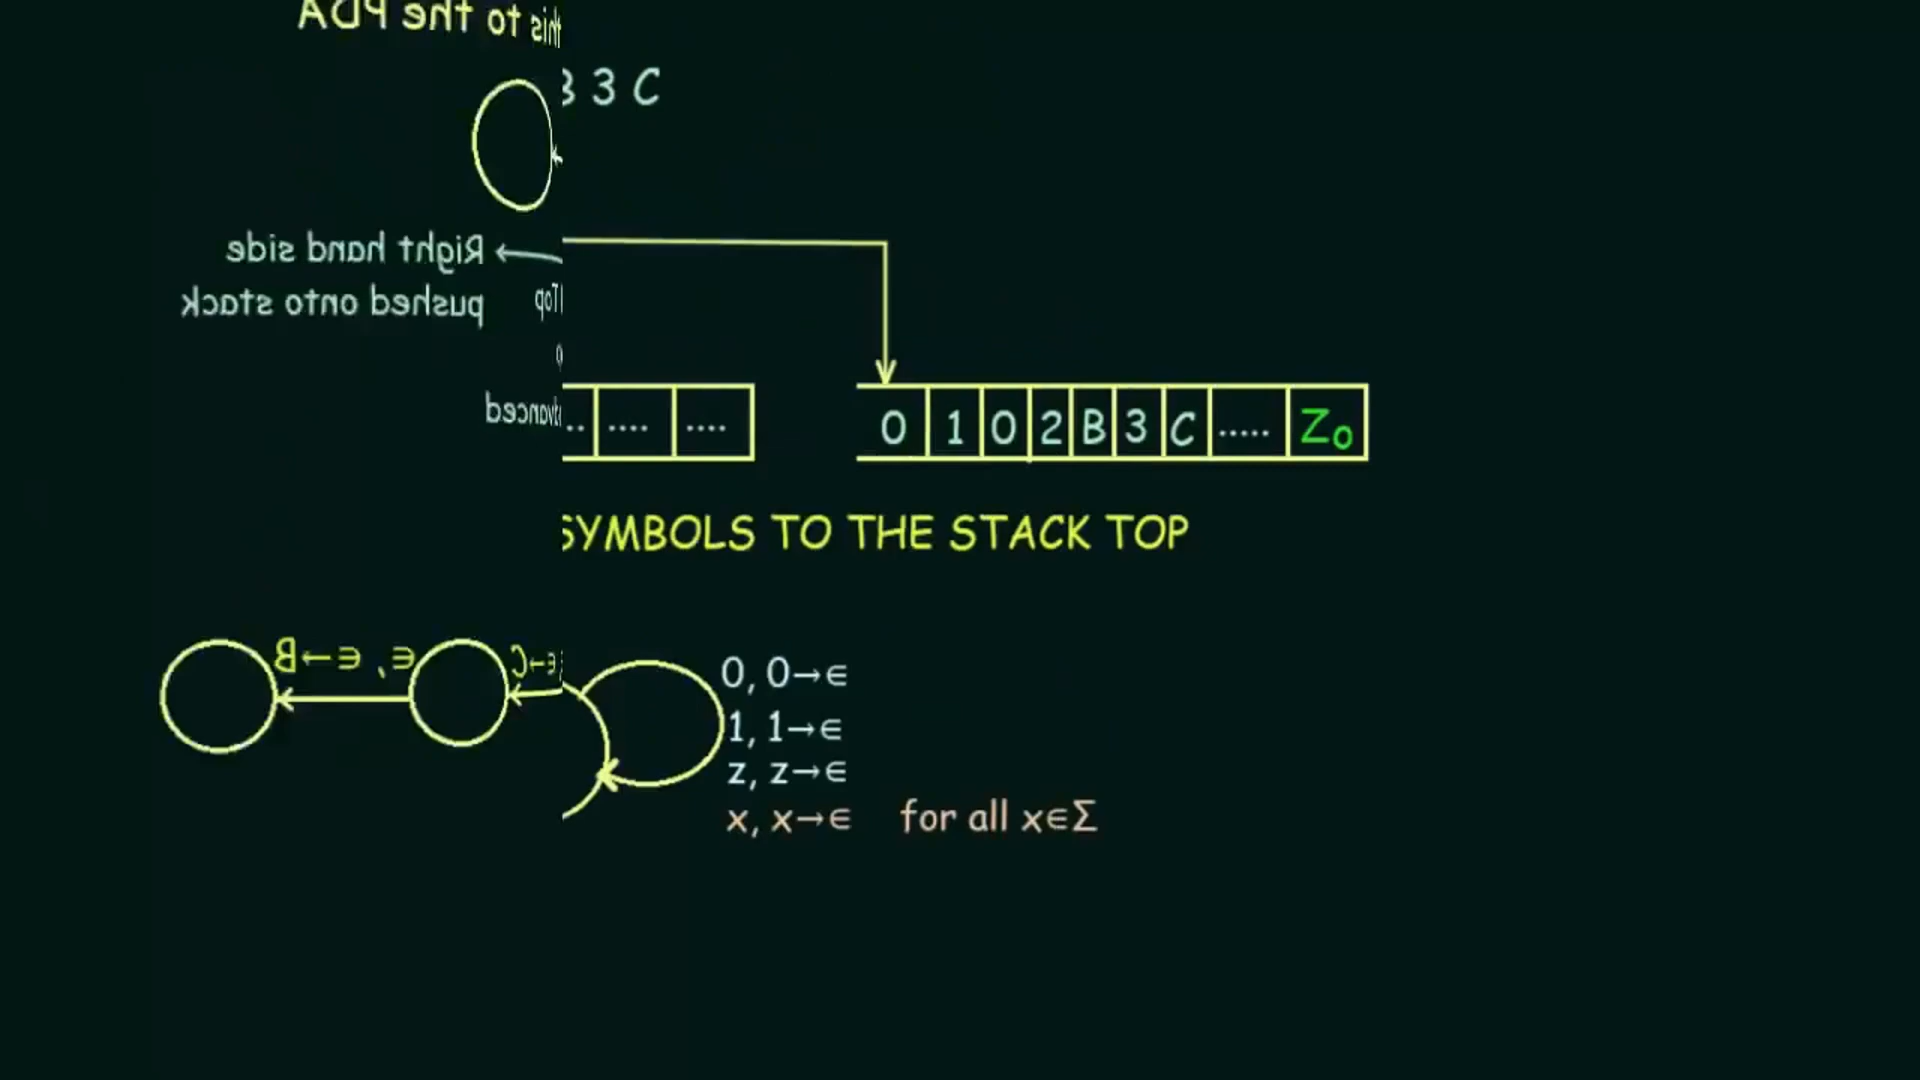 this to the PDA
3 C
Right hand side
pushed onto stack
Top
.... ....
0 1 0 2 B 3 C ..... Z₀
SYMBOLS TO THE STACK TOP
∈, ∈→B
∈→C
0, 0→∈
1, 1→∈
z, z→∈
x, x→∈ for all x∈Σ